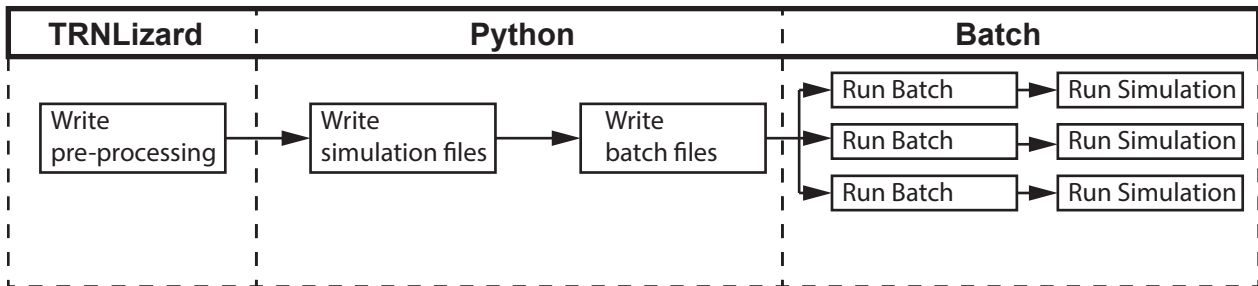 TRNLizard
Python
Batch
Write
pre-processing
Write
simulation files
Write
batch files
Run Batch
Run Simulation
Run Batch
Run Simulation
Run Batch
Run Simulation